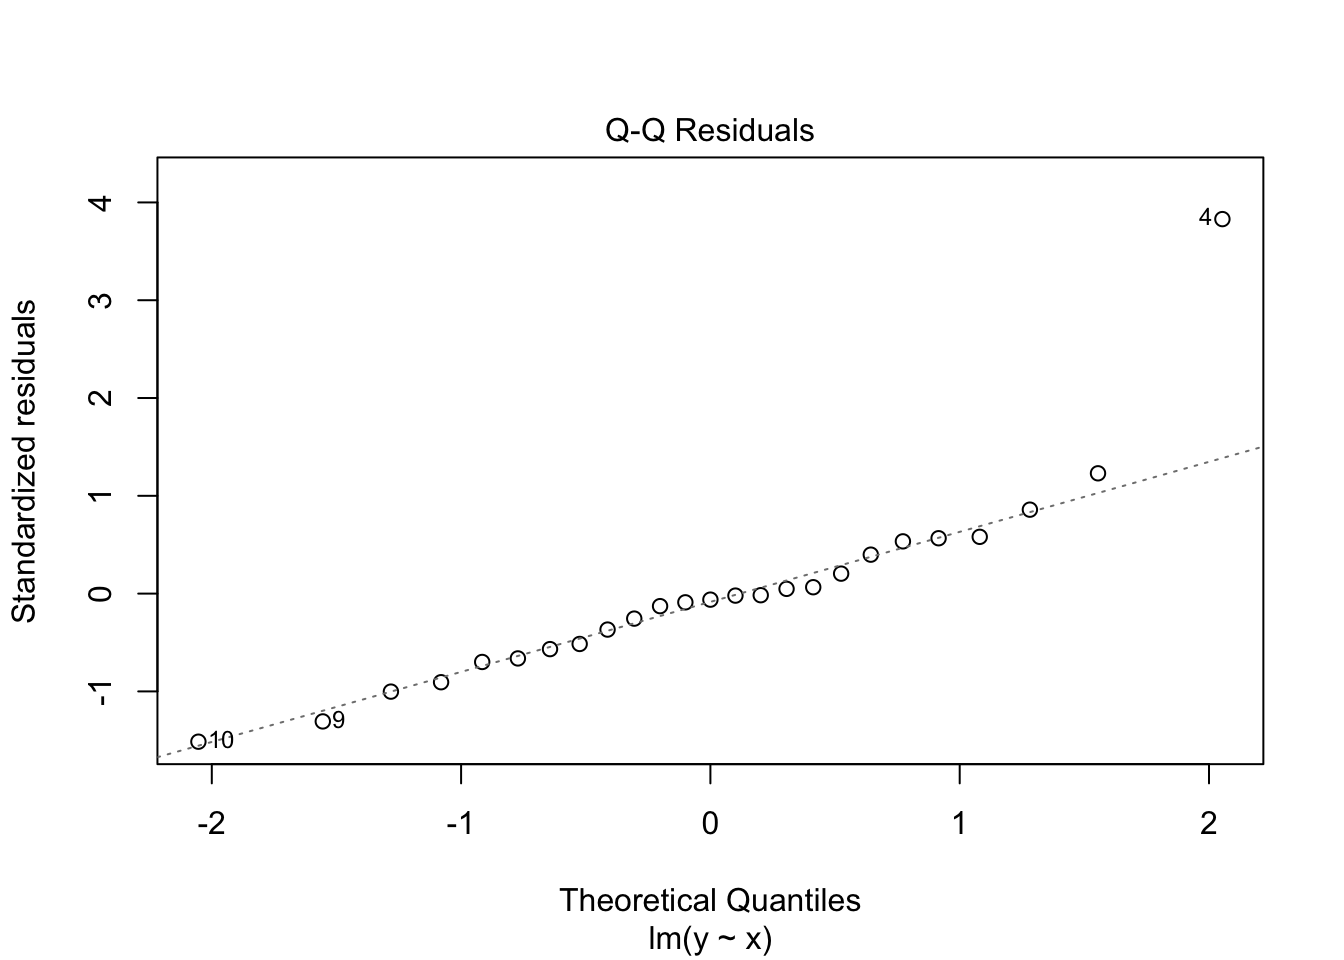 Q-Q Residuals
Standardized residuals
4
3
2
1
0
-1
4
9
10
-2 -1 0 1 2
Theoretical Quantiles
lm(y ~ x)